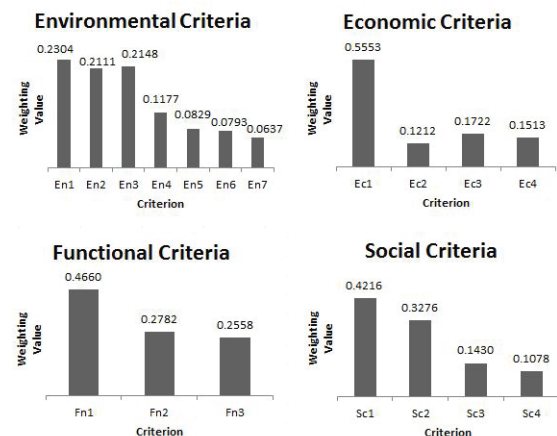 Environmental Criteria
0.2304
0.2111
0.2148
0.1177
0.0829
0.0793
0.0637
Weighting
Value
En1 En2 En3 En4 En5 En6 En7
Criterion
Economic Criteria
0.5553
0.1212
0.1722
0.1513
Weighting
Value
Ec1 Ec2 Ec3 Ec4
Criterion
Functional Criteria
0.4660
0.2782
0.2558
Weighting
Value
Fn1 Fn2 Fn3
Criterion
Social Criteria
0.4216
0.3276
0.1430
0.1078
Weighting
Value
Sc1 Sc2 Sc3 Sc4
Criterion